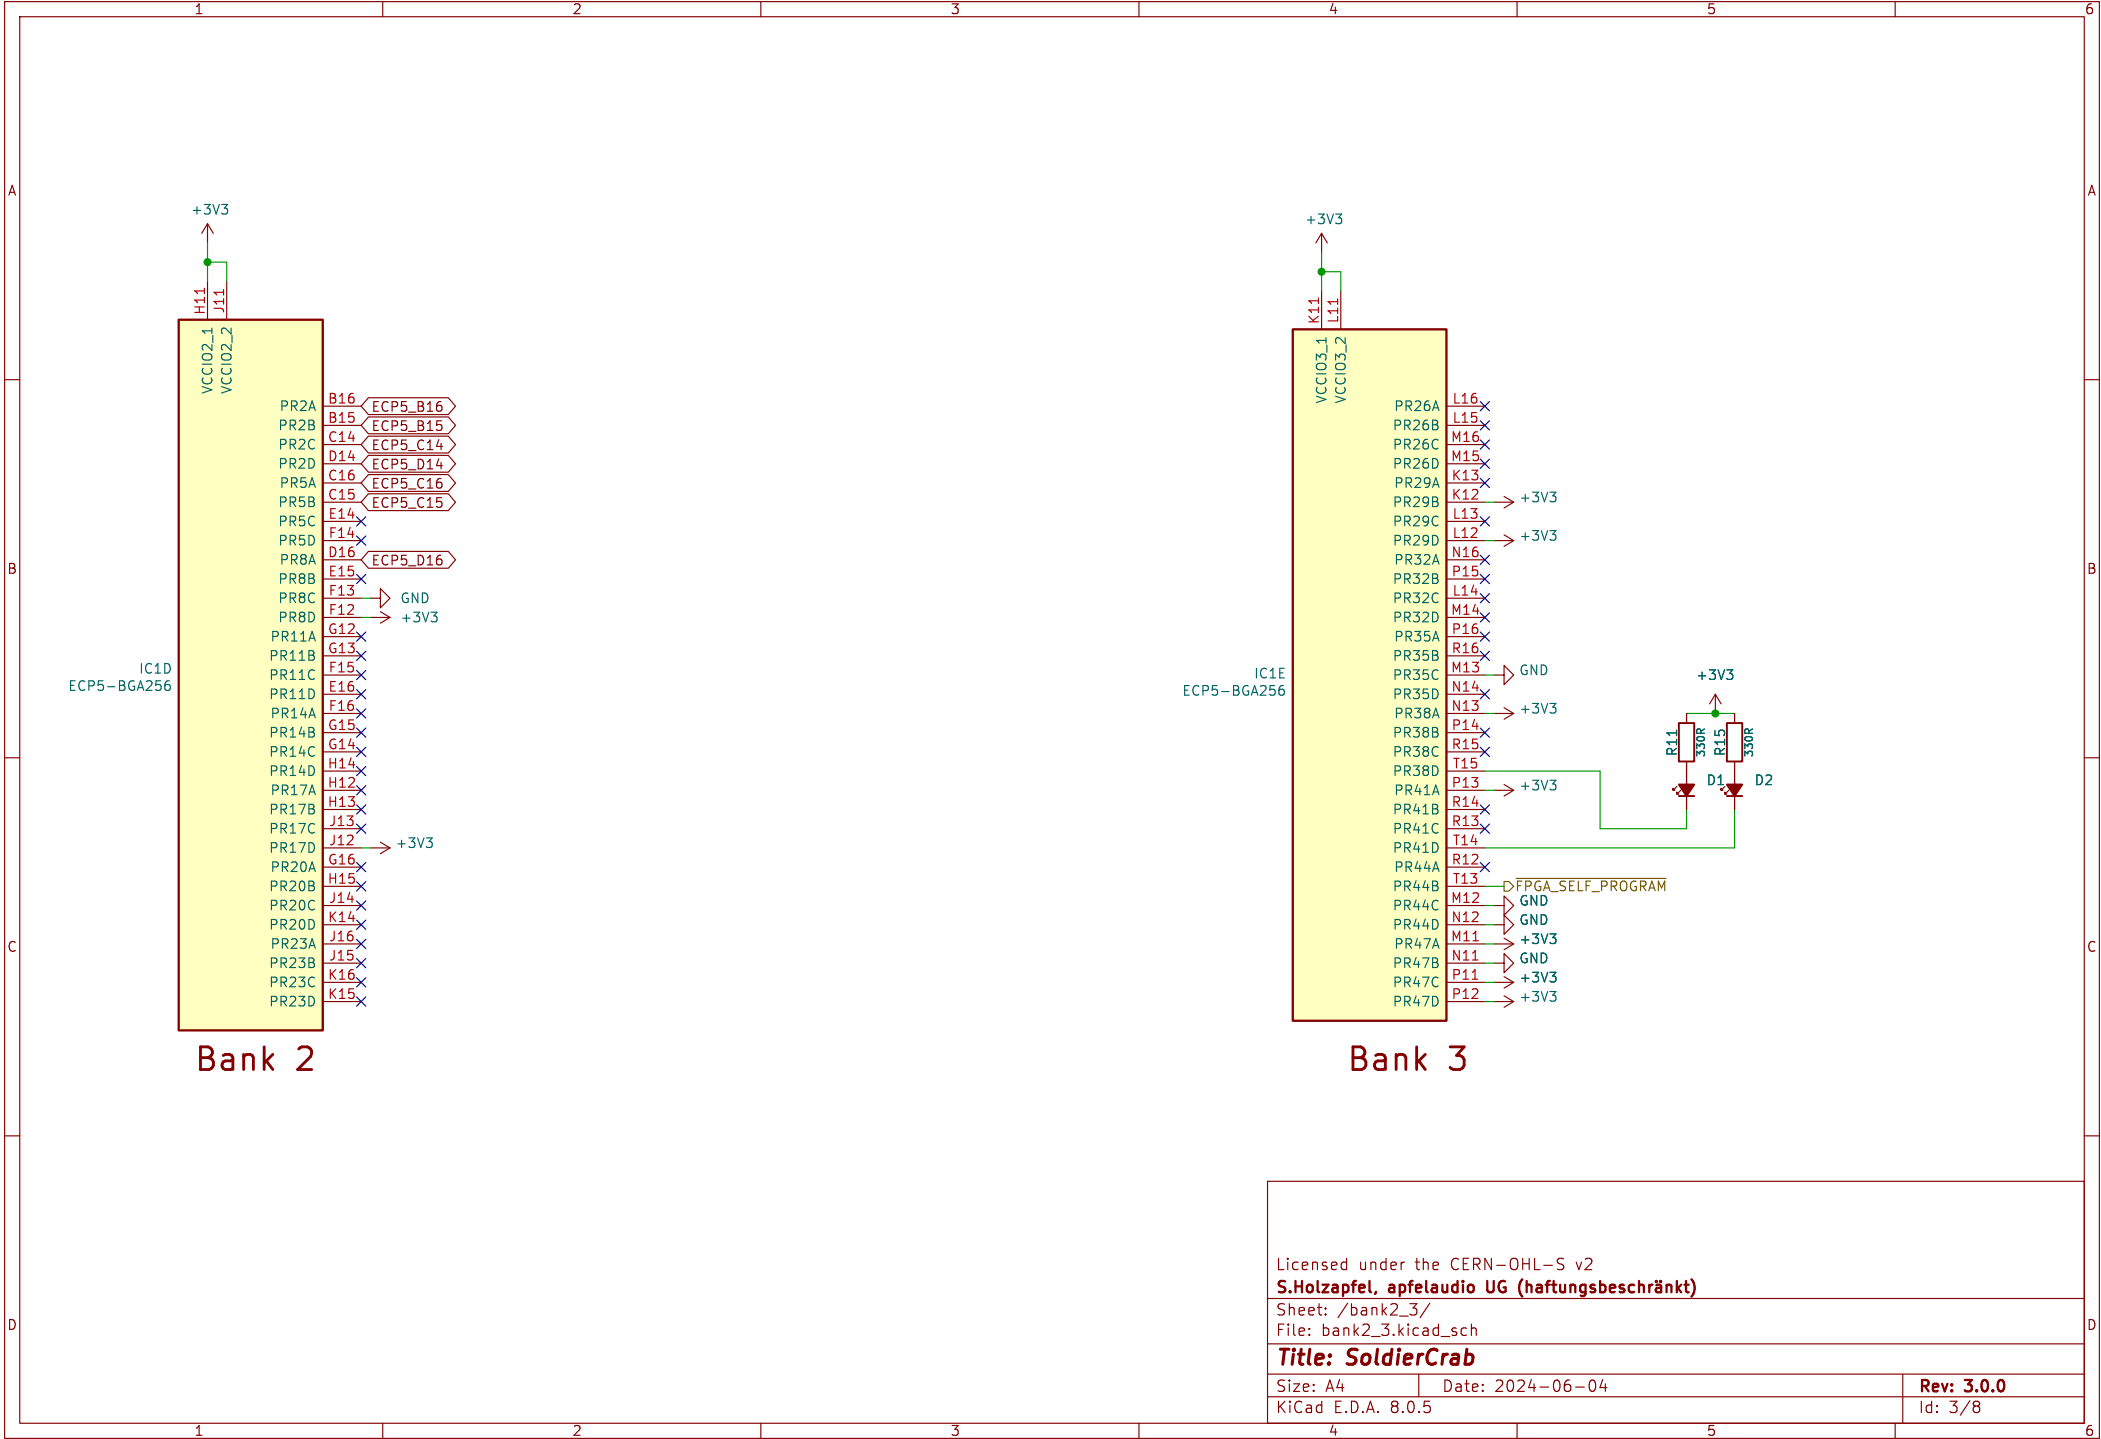 1 2 3 4 5 6
A A
B B
C C
D D
+3V3
H11
J11
VCCIO2_1
VCCIO2_2
PR2A B16 ECP5_B16
PR2B B15 ECP5_B15
PR2C C14 ECP5_C14
PR2D D14 ECP5_D14
PR5A C16 ECP5_C16
PR5B C15 ECP5_C15
PR5C E14
PR5D F14
PR8A D16 ECP5_D16
PR8B E15
PR8C F13 GND
PR8D F12 +3V3
PR11A G12
PR11B G13
PR11C F15
PR11D E16
PR14A F16
PR14B G15
PR14C G14
PR14D H14
PR17A H12
PR17B H13
PR17C J13
PR17D J12 +3V3
PR20A G16
PR20B H15
PR20C J14
PR20D K14
PR23A J16
PR23B J15
PR23C K16
PR23D K15
IC1D
ECP5-BGA256
Bank 2
+3V3
K11
L11
VCCIO3_1
VCCIO3_2
PR26A L16
PR26B L15
PR26C M16
PR26D M15
PR29A K13
PR29B K12 +3V3
PR29C L13
PR29D L12 +3V3
PR32A N16
PR32B P15
PR32C L14
PR32D M14
PR35A P16
PR35B R16
PR35C M13 GND
PR35D N14
PR38A N13 +3V3
PR38B P14
PR38C R15
PR38D T15
PR41A P13 +3V3
PR41B R14
PR41C R13
PR41D T14
PR44A R12
PR44B T13 FPGA_SELF_PROGRAM
PR44C M12 GND
PR44D N12 GND
PR47A M11 +3V3
PR47B N11 GND
PR47C P11 +3V3
PR47D P12 +3V3
IC1E
ECP5-BGA256
Bank 3
+3V3
R11 330R R15 330R
D1 D2
Licensed under the CERN-OHL-S v2
S.Holzapfel, apfelaudio UG (haftungsbeschränkt)
Sheet: /bank2_3/
File: bank2_3.kicad_sch
Title: SoldierCrab
Size: A4 Date: 2024-06-04 Rev: 3.0.0
KiCad E.D.A. 8.0.5 Id: 3/8
1 2 3 4 5 6